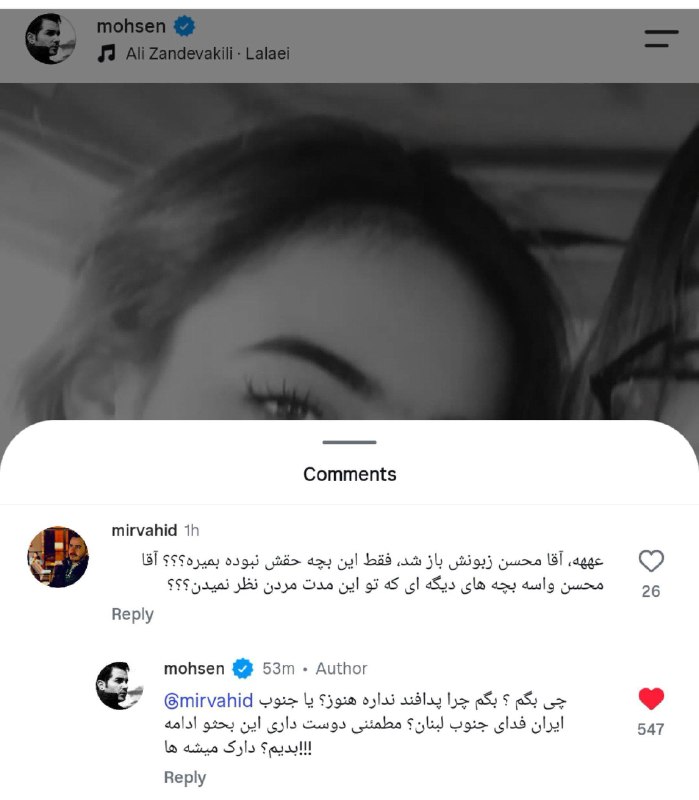 mohsen
Ali Zandevakili · Lalaei
Comments
mirvahid 1h
عههه، آقا محسن زبونش باز شد، فقط این بچه حقش نبوده بمیره؟؟؟ آقا
محسن واسه بچه های دیگه ای که تو این مدت مردن نظر نمیدن؟؟؟
26
Reply
mohsen 53m • Author
@mirvahid چی بگم ؟ بگم چرا پدافند نداره هنوز؟ یا جنوب
ایران فدای جنوب لبنان؟ مطمئنی دوست داری این بحثو ادامه
بدیم؟ دارک میشه ها!!!
547
Reply